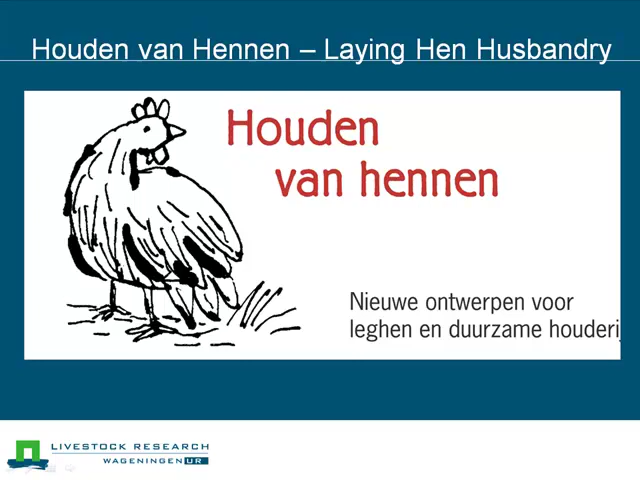 Houden van Hennen – Laying Hen Husbandry
Houden
van hennen
Nieuwe ontwerpen voor
leghen en duurzame houderij
LIVESTOCK RESEARCH
WAGENINGEN UR